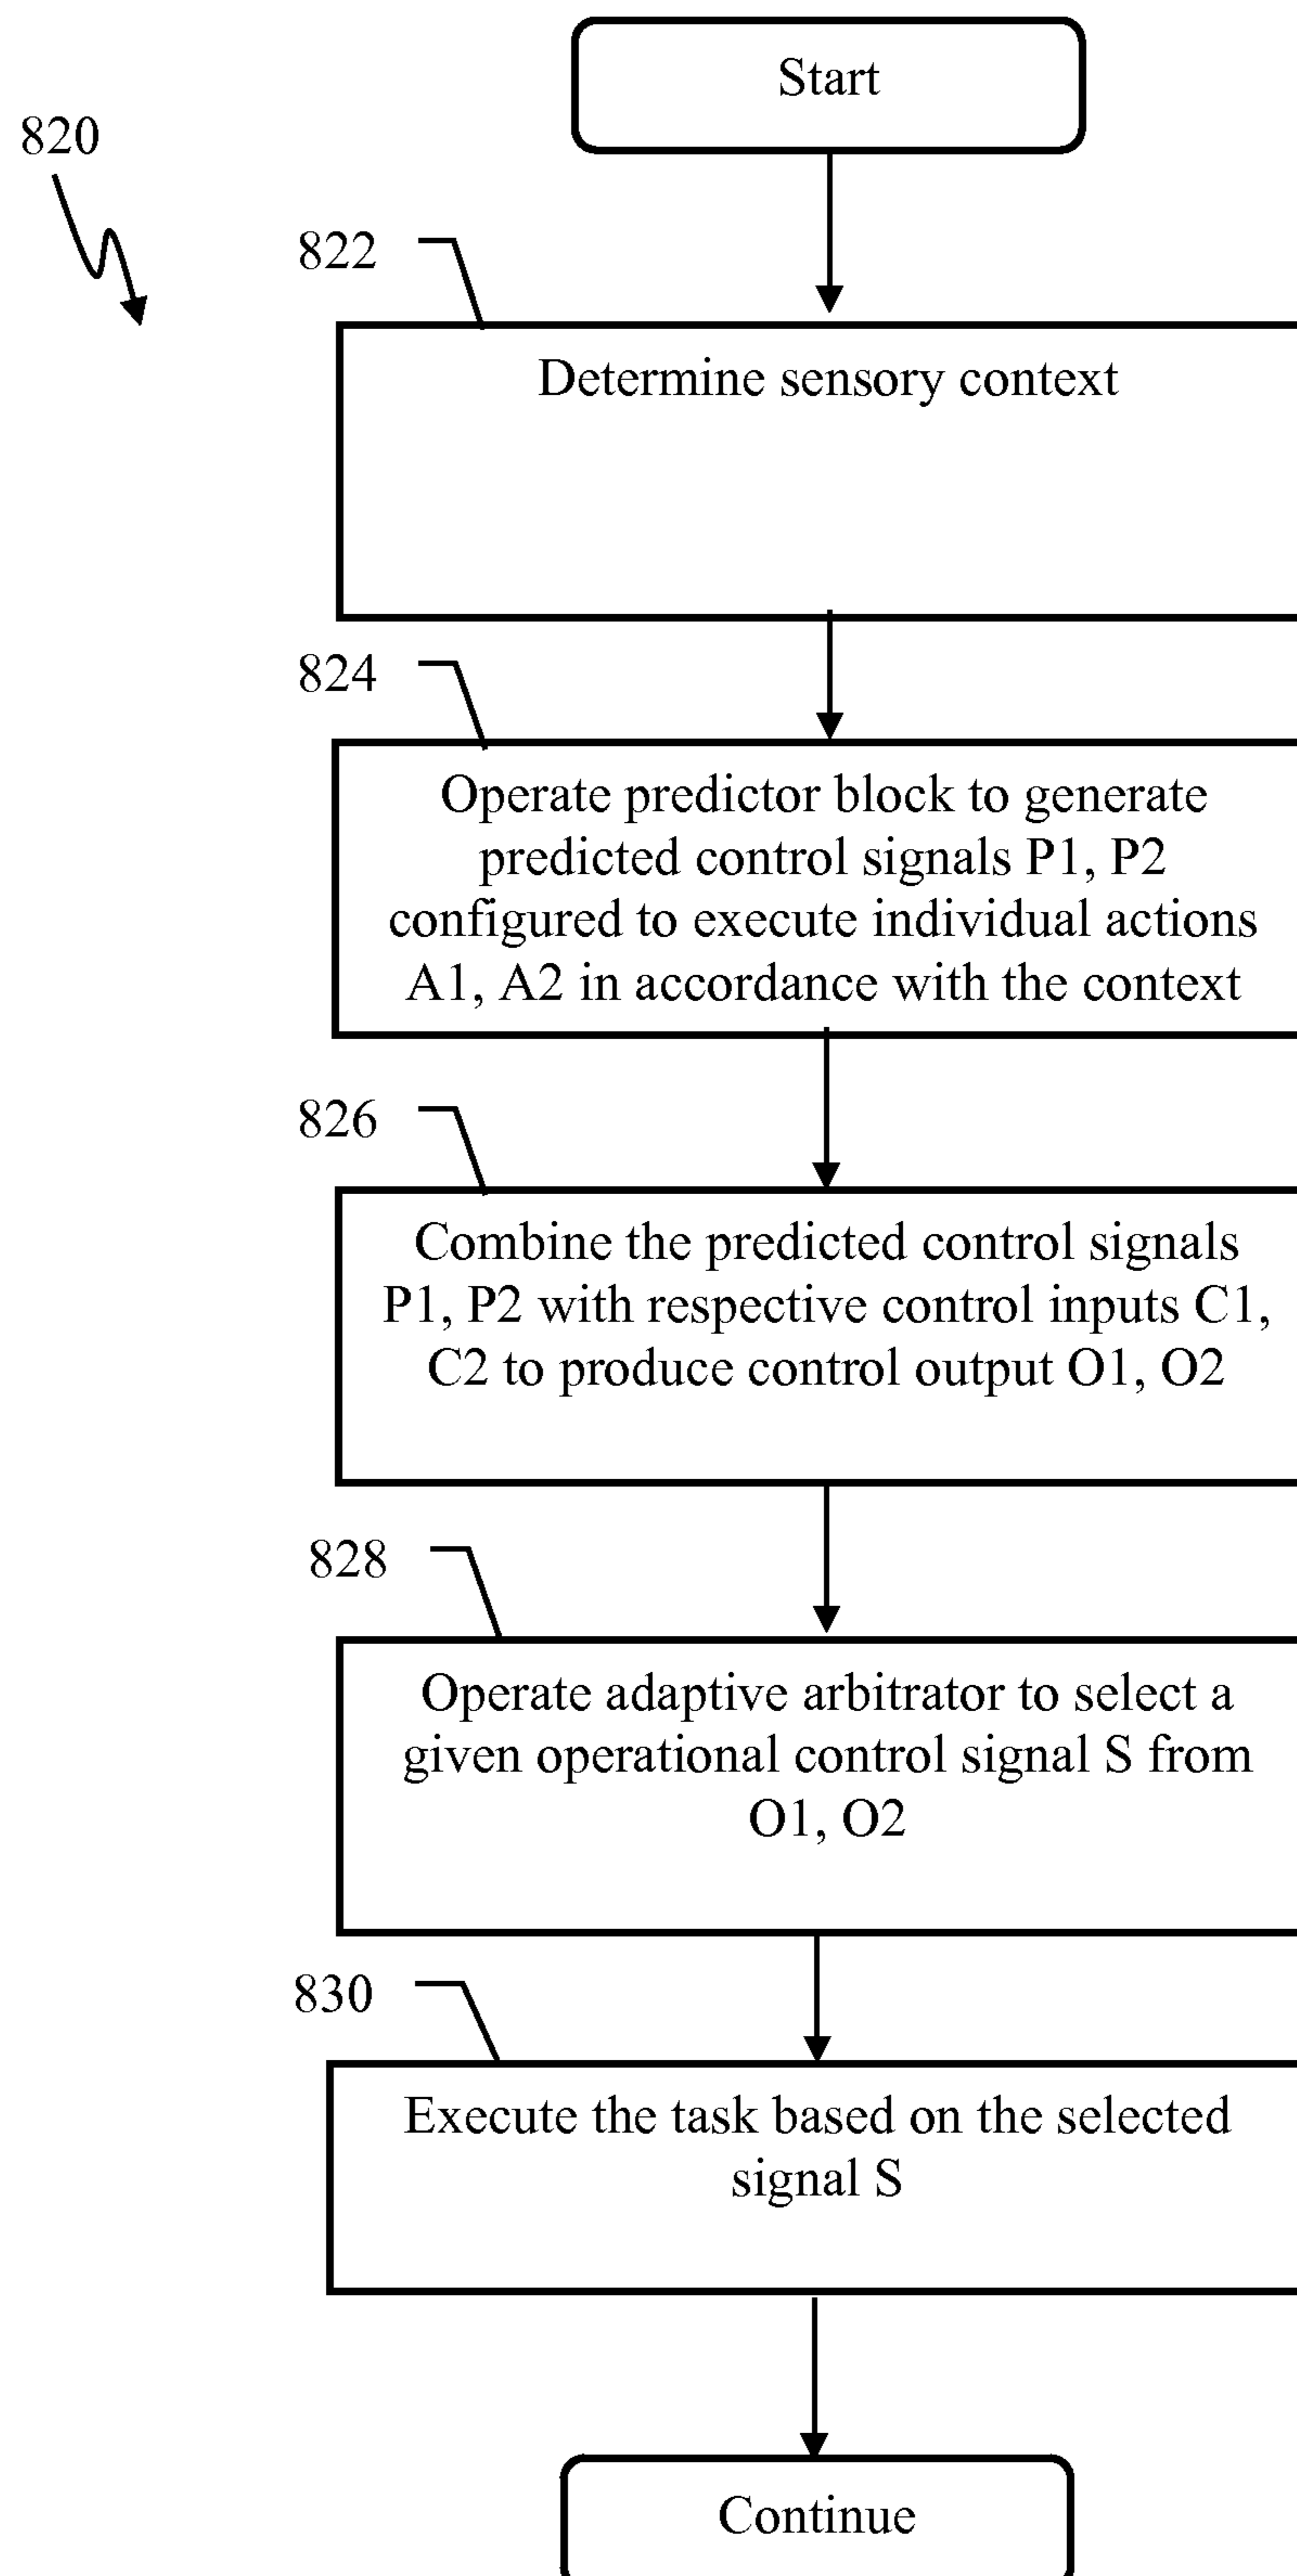 Start
820
822
Determine sensory context
824
Operate predictor block to generate
predicted control signals P1, P2
configured to execute individual actions
A1, A2 in accordance with the context
826
Combine the predicted control signals
P1, P2 with respective control inputs C1,
C2 to produce control output O1, O2
828
Operate adaptive arbitrator to select a
given operational control signal S from
O1, O2
830
Execute the task based on the selected
signal S
Continue